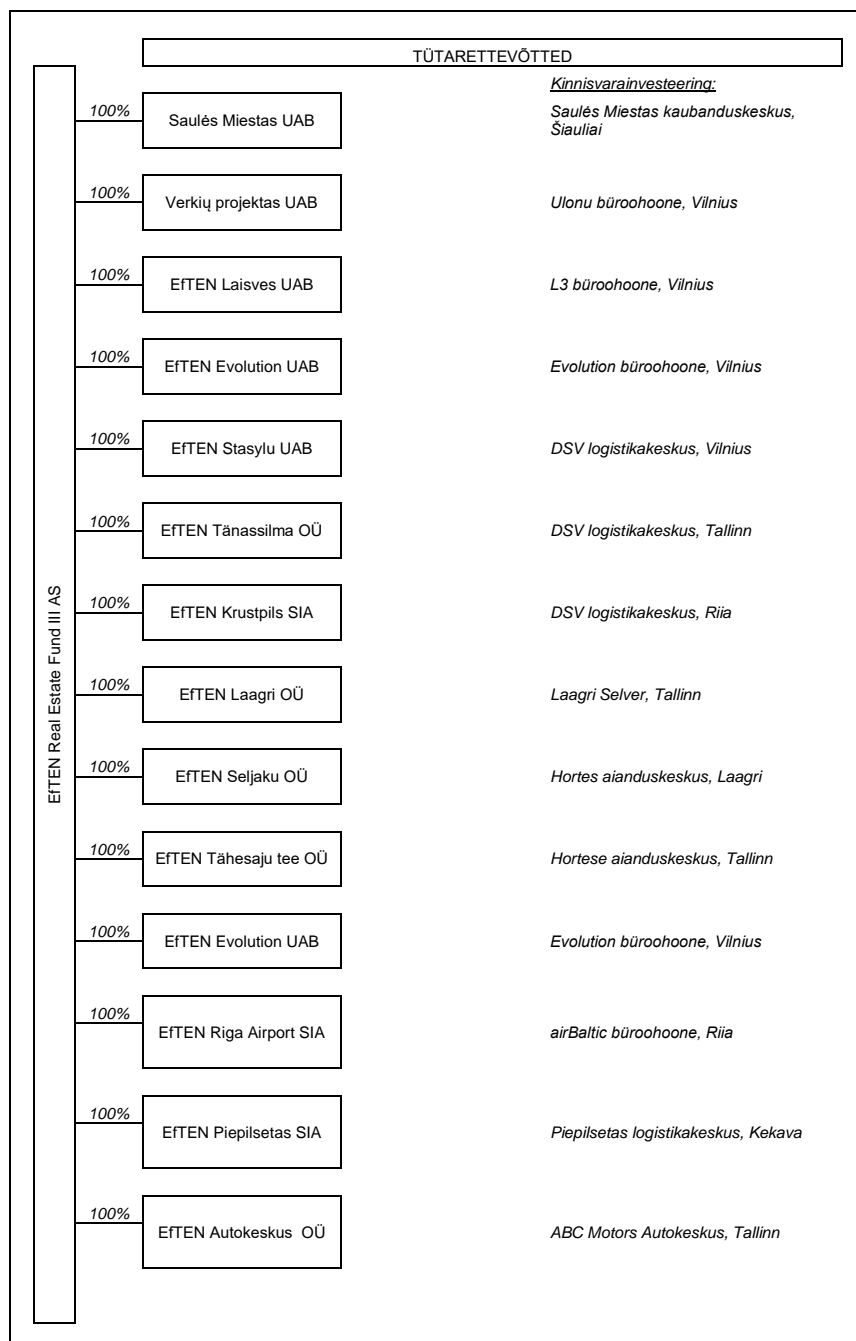 TÜTARETTEVÕTTED
EfTEN Real Estate Fund III AS
Kinnisvarainvesteering:
100%
Saulės Miestas UAB
Saulės Miestas kaubanduskeskus,
Šiauliai
100%
Verkių projektas UAB
Ulonu büroohoone, Vilnius
100%
EfTEN Laisves UAB
L3 büroohoone, Vilnius
100%
EfTEN Evolution UAB
Evolution büroohoone, Vilnius
100%
EfTEN Stasylu UAB
DSV logistikakeskus, Vilnius
100%
EfTEN Tänassilma OÜ
DSV logistikakeskus, Tallinn
100%
EfTEN Krustpils SIA
DSV logistikakeskus, Riia
100%
EfTEN Laagri OÜ
Laagri Selver, Tallinn
100%
EfTEN Seljaku OÜ
Hortes aianduskeskus, Laagri
100%
EfTEN Tähesaju tee OÜ
Hortese aianduskeskus, Tallinn
100%
EfTEN Evolution UAB
Evolution büroohoone, Vilnius
100%
EfTEN Riga Airport SIA
airBaltic büroohoone, Riia
100%
EfTEN Piepilsetas SIA
Piepilsetas logistikakeskus, Kekava
100%
EfTEN Autokeskus OÜ
ABC Motors Autokeskus, Tallinn